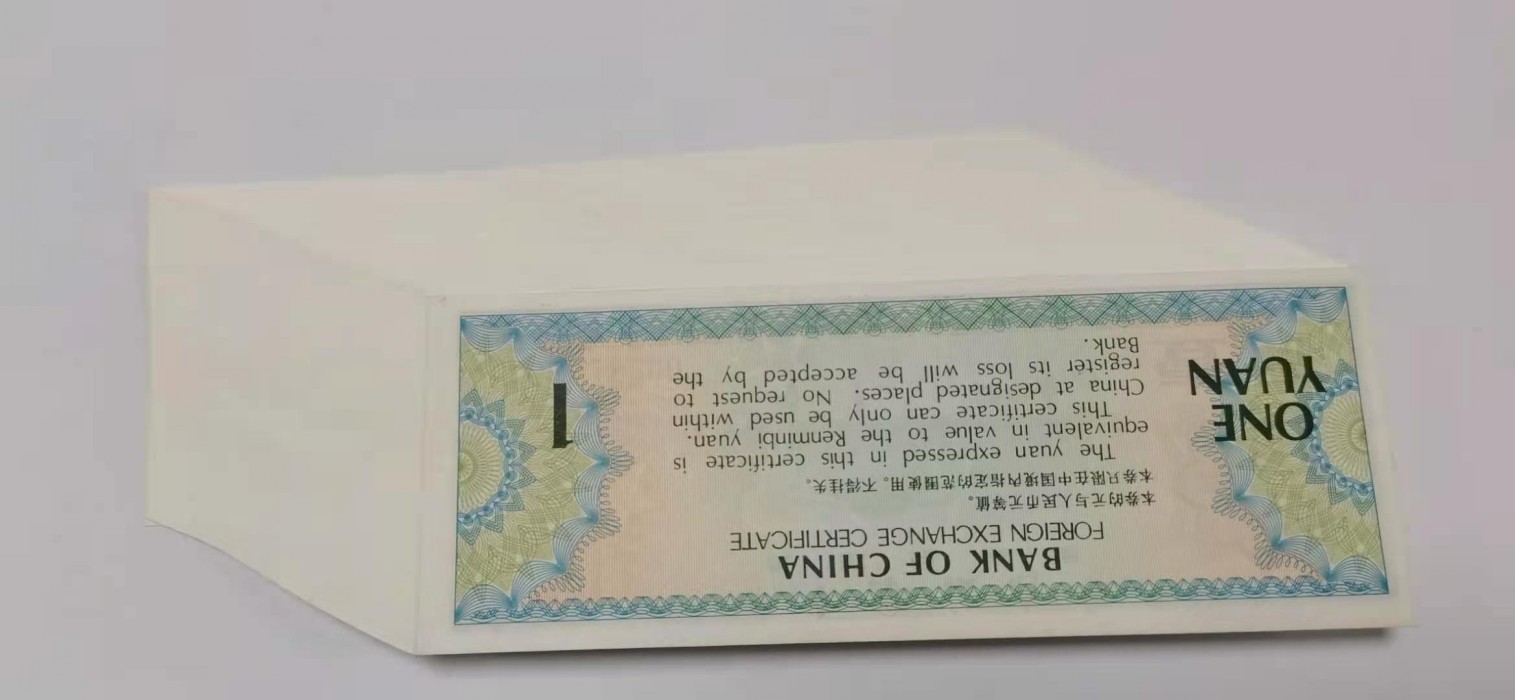 BANK OF CHINA
FOREIGN EXCHANGE CERTIFICATE
本券的元与人民币元等值。
本券只限在中国境内指定的范围使用。不得挂失。
The yuan expressed in this certificate is
equivalent in value to the Renminbi yuan.
This certificate can only be used within
China at designated places. No request to
register its loss will be accepted by the
Bank.
ONE
YUAN
1